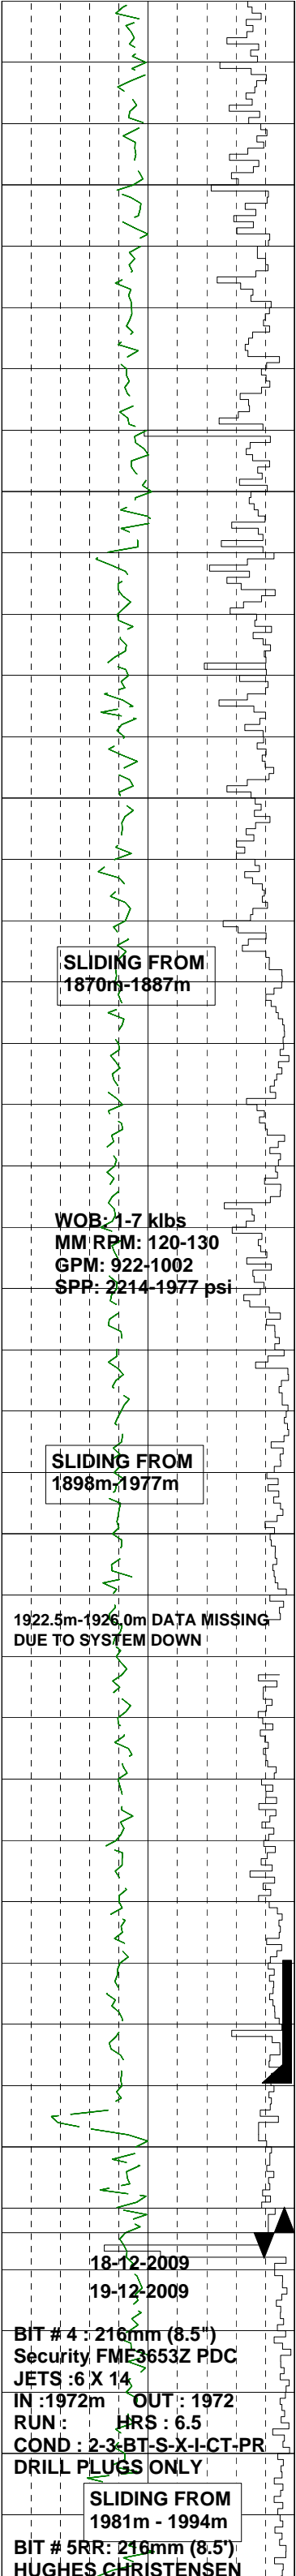 SLIDING FROM
1870m-1887m
WOB: 1-7 klbs
MM RPM: 120-130
GPM: 922-1002
SPP: 2214-1977 psi
SLIDING FROM
1898m-1977m
1922.5m-1926.0m DATA MISSING
DUE TO SYSTEM DOWN
18-12-2009
19-12-2009
BIT # 4 : 216mm (8.5")
Security FMF3653Z PDC
JETS :6 X 14
IN :1972m OUT : 1972
RUN : HRS : 6.5
COND : 2-3-BT-S-X-I-CT-PR
DRILL PLUGS ONLY
SLIDING FROM
1981m - 1994m
BIT # 5RR: 216mm (8.5')
HUGHES CHRISTENSEN